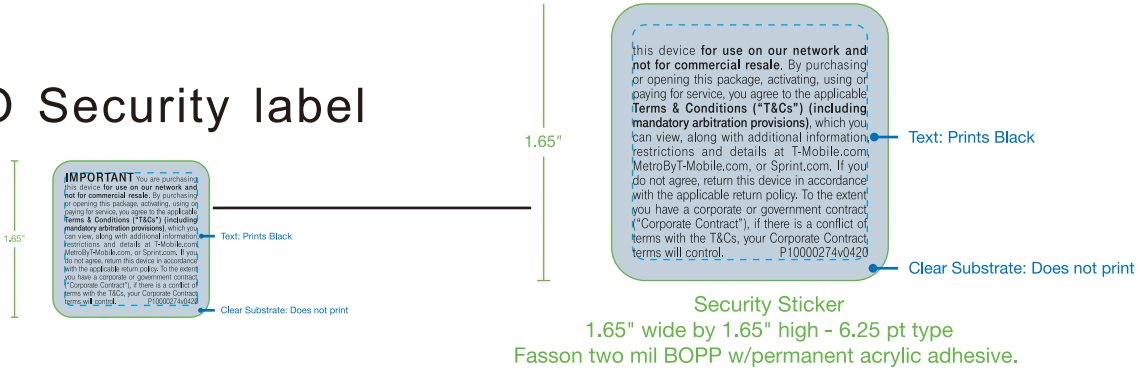 Security label
1.65"
IMPORTANT You are purchasing
this device for use on our network and
not for commercial resale. By purchasing
or opening this package, activating, using or
paying for service, you agree to the applicable
Terms & Conditions ("T&Cs") (including
mandatory arbitration provisions), which you
can view, along with additional information,
restrictions and details at T-Mobile.com,
MetroByT-Mobile.com, or Sprint.com. If you
do not agree, return this device in accordance
with the applicable return policy. To the extent
you have a corporate or government contract
("Corporate Contract"), if there is a conflict of
terms with the T&Cs, your Corporate Contract
terms will control. P10000274v0420
Text: Prints Black
Clear Substrate: Does not print
1.65"
this device for use on our network and
not for commercial resale. By purchasing
or opening this package, activating, using or
paying for service, you agree to the applicable
Terms & Conditions ("T&Cs") (including
mandatory arbitration provisions), which you
can view, along with additional information,
restrictions and details at T-Mobile.com,
MetroByT-Mobile.com, or Sprint.com. If you
do not agree, return this device in accordance
with the applicable return policy. To the extent
you have a corporate or government contract
("Corporate Contract"), if there is a conflict of
terms with the T&Cs, your Corporate Contract
terms will control. P10000274v0420
Text: Prints Black
Clear Substrate: Does not print
Security Sticker
1.65" wide by 1.65" high - 6.25 pt type
Fasson two mil BOPP w/permanent acrylic adhesive.